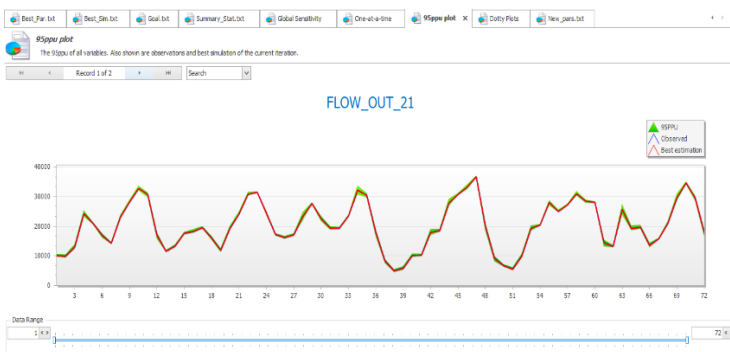 Best_Par.txt Best_Sim.txt Goal.txt Summary_Stat.txt Global Sensitivity One-at-a-time 95ppu plot × Dotty Plots New_pars.txt
95ppu plot
The 95ppu of all variables. Also shown are observations and best simulation of the current iteration.
Record 1 of 2 Search
FLOW_OUT_21
95PPU
Observed
Best estimation
40000
30000
20000
10000
0
3 6 9 12 15 18 21 24 27 30 33 36 39 42 45 48 51 54 57 60 63 66 69 72
Data Range
1 72